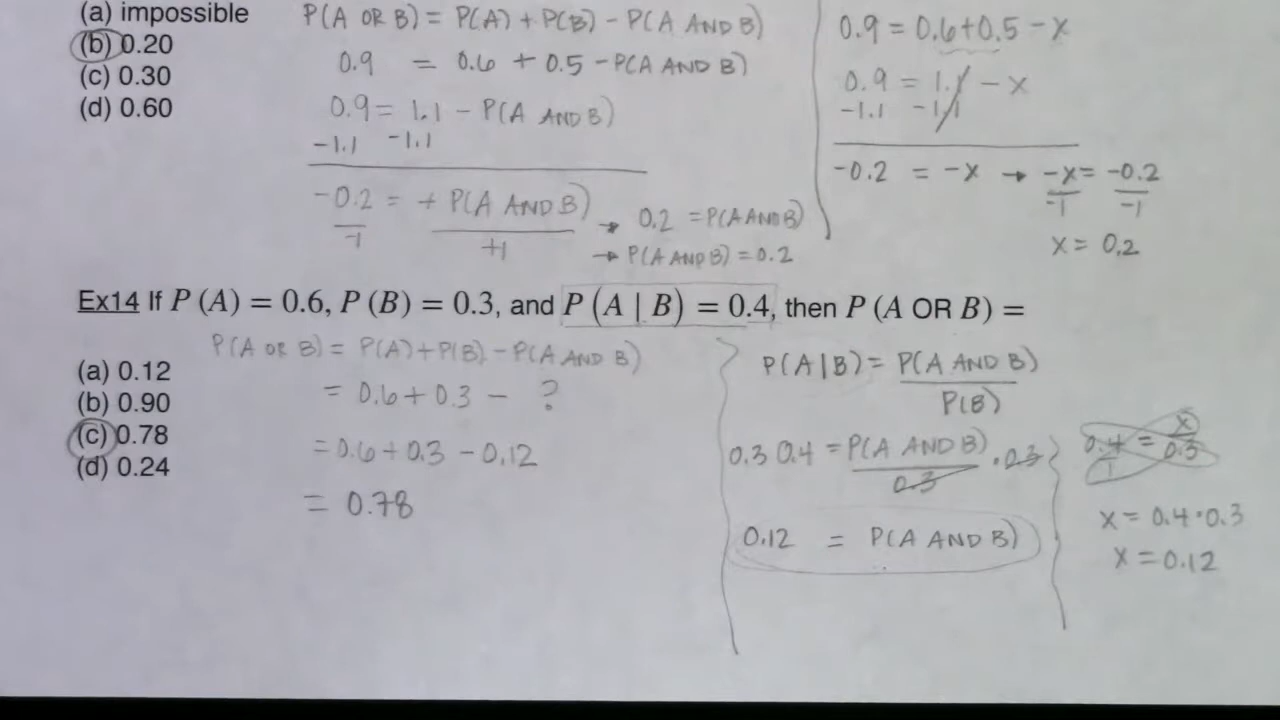 (a) impossible
(b) 0.20
(c) 0.30
(d) 0.60
P(A OR B) = P(A) + P(B) - P(A AND B)
0.9 = 0.6 + 0.5 - P(A AND B)
0.9 = 1.1 - P(A AND B)
-1.1 -1.1
-0.2 = + P(A AND B)
-1 +1
→ 0.2 = P(A AND B)
→ P(A AND B) = 0.2
0.9 = 0.6+0.5 - x
0.9 = 1.1 - x
-1.1 -1.1
-0.2 = -x → -x = -0.2
-1 -1
x = 0.2
Ex14 If P (A) = 0.6, P (B) = 0.3, and P (A | B) = 0.4, then P (A OR B) =
(a) 0.12
(b) 0.90
(c) 0.78
(d) 0.24
P(A OR B) = P(A) + P(B) - P(A AND B)
= 0.6 + 0.3 - ?
= 0.6 + 0.3 - 0.12
= 0.78
P(A|B) = P(A AND B)
P(B)
0.3 0.4 = P(A AND B) . 0.3
0.3
0.12 = P(A AND B)
0.4 = x
1 0.3
x = 0.4 · 0.3
x = 0.12